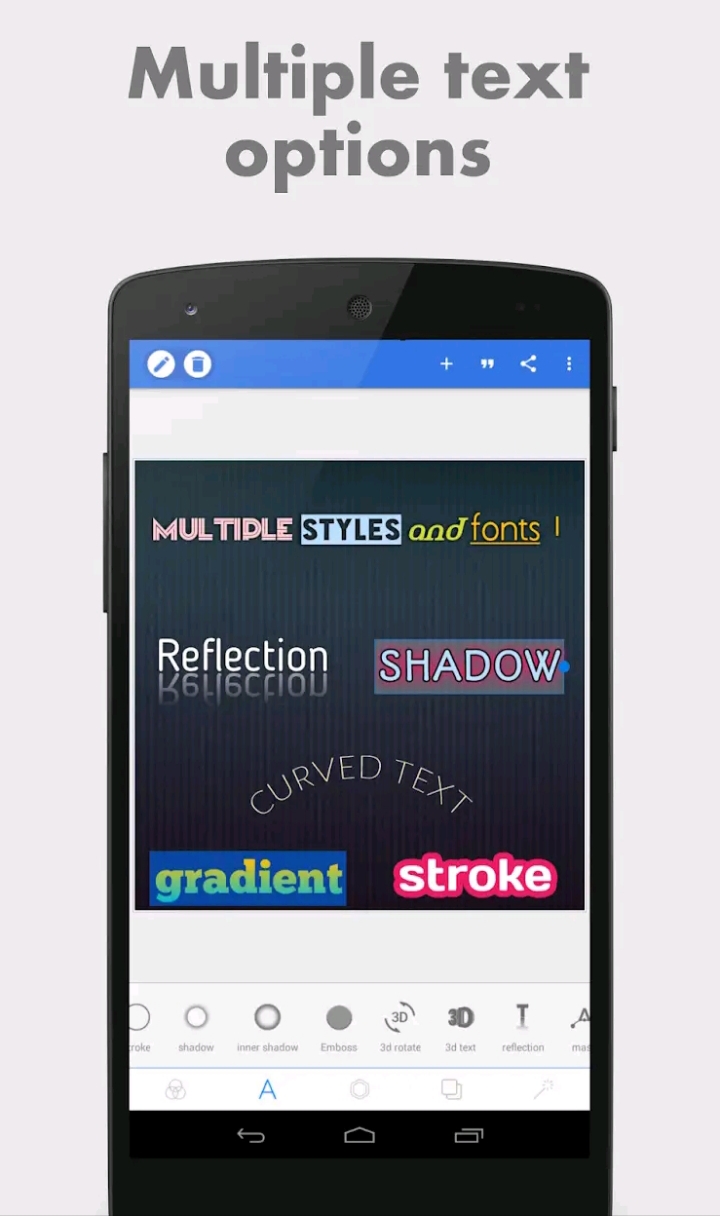 Multiple text
options
MULTIPLE STYLES and fonts !
Reflection
SHADOW
CURVED TEXT
gradient
stroke
3D
3D
roke shadow inner shadow Emboss 3d rotate 3d text reflection mas
A